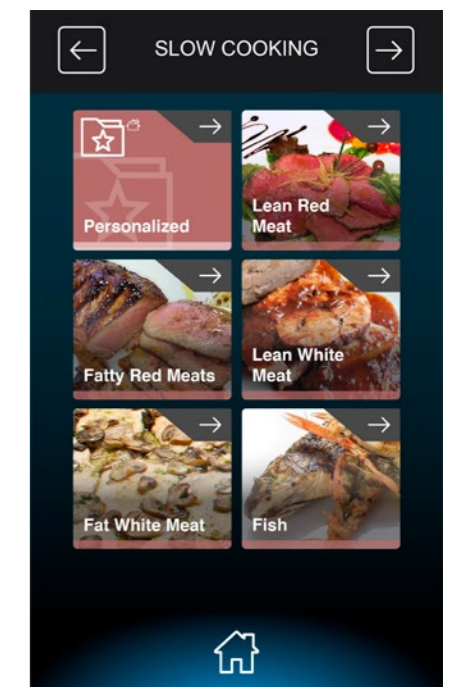 SLOW COOKING
Personalized
Lean Red
Meat
Fatty Red Meats
Lean White
Meat
Fat White Meat
Fish